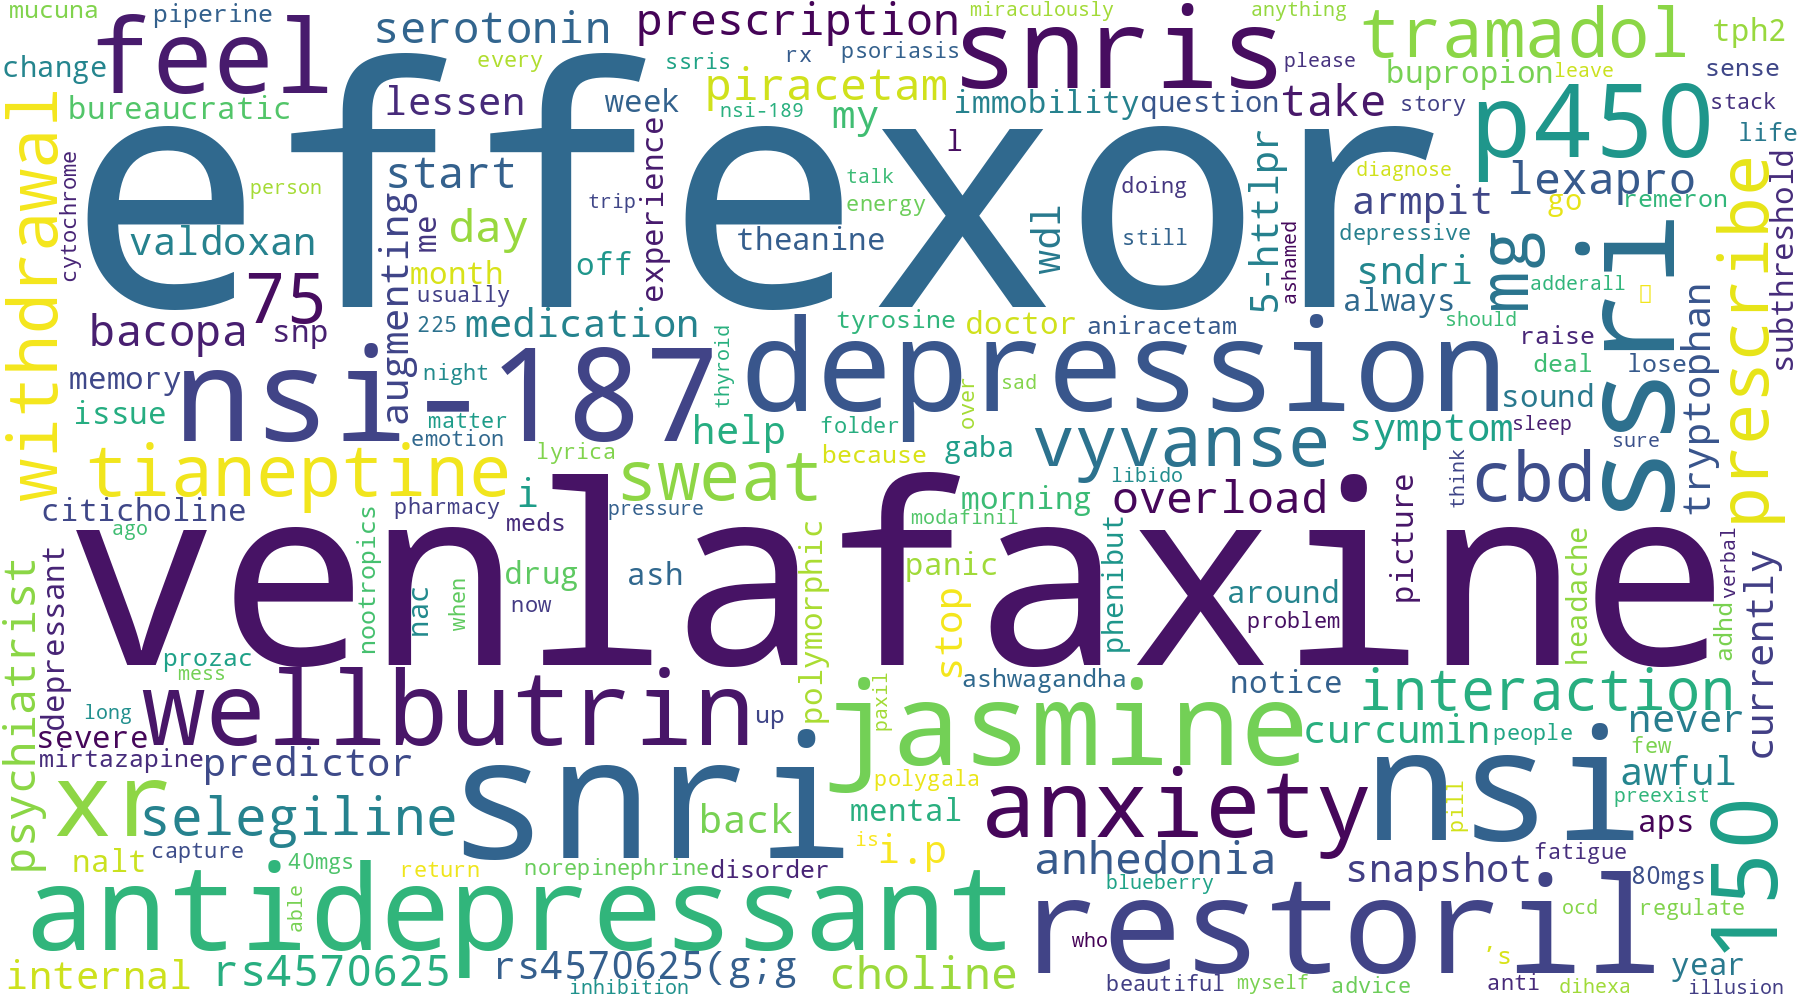 mucuna
piperine
serotonin
prescription
miraculously
anything
tramadol
tph2
feel
snris
change
every
ssris
rx
psoriasis
please
bupropion
leave
sense
bureaucratic
lessen
week
piracetam
nsi-189
my
immobility
question
take
story
p450
stack
life
effexor
l
withdrawal
cytochrome
person
start
augmenting
me
day
trip
experience
talk
energy
theanine
doing
still
wdl
5-httlpr
ashamed
diagnose
armpit
lexapro
go
remeron
prescribe
subthreshold
valdoxan
month
off
depressive
sndri
mg
ssri
75
usually
always
adderall
bacopa
snp
225
medication
tyrosine
doctor
aniracetam
should
raise
tryptophan
memory
nsi-187
night
thyroid
depression
over
sad
deal
lose
issue
matter
emotion
help
folder
because
gaba
vyvanse
symptom
sound
sleep
sure
tianeptine
lyrica
sweat
libido
think
cbd
citicholine
pharmacy
i
meds
pressure
morning
modafinil
overload
picture
ago
venlafaxine
nootropics
nac
when
drug
now
ash
polymorphic
panic
stop
phenibut
around
problem
headache
adhd
verbal
currently
psychiatrist
depressant
prozac
mess
ashwagandha
notice
interaction
long
wellbutrin
up
paxil
jasmine
curcumin
people
never
severe
mirtazapine
predictor
few
awful
xr
selegiline
snri
back
polygala
mental
anxiety
nsi
pill
preexist
aps
150
nalt
capture
is
i.p
40mgs
return
norepinephrine
disorder
anhedonia
snapshot
fatigue
80mgs
antidepressant
able
blueberry
restoril
ocd
regulate
who
internal
rs4570625
rs4570625(g;g
inhibition
choline
beautiful
myself
advice
’s
anti
dihexa
year
illusion